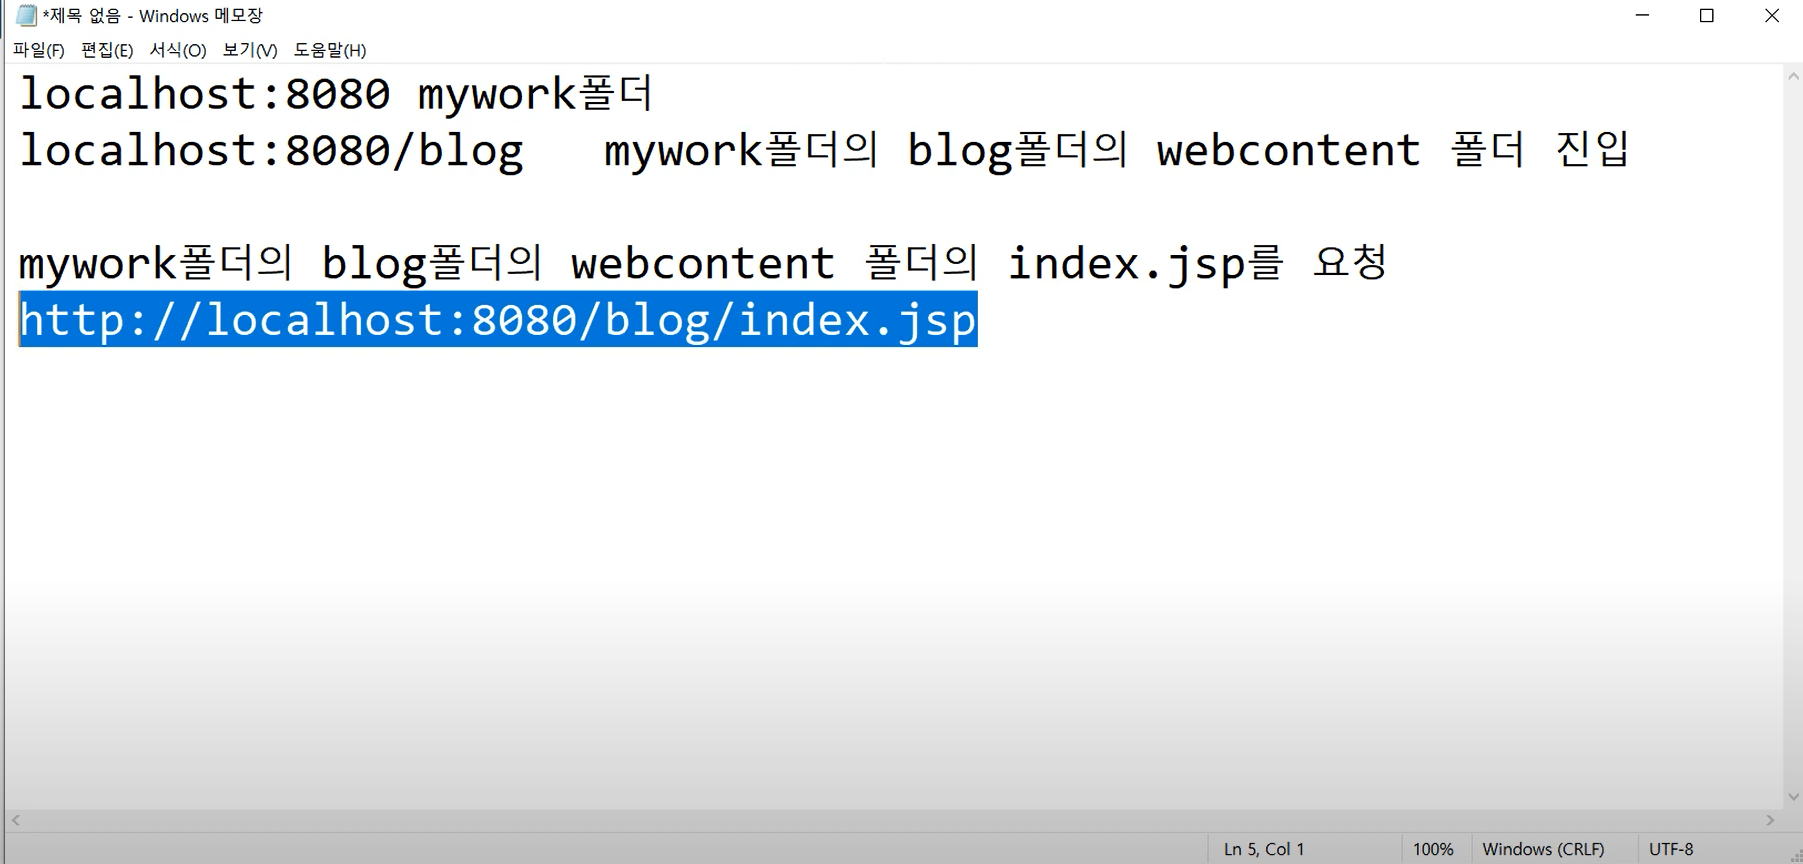 *제목 없음 - Windows 메모장
파일(F) 편집(E) 서식(O) 보기(V) 도움말(H)
localhost:8080 mywork폴더
localhost:8080/blog   mywork폴더의 blog폴더의 webcontent 폴더 진입
mywork폴더의 blog폴더의 webcontent 폴더의 index.jsp를 요청
http://localhost:8080/blog/index.jsp
Ln 5, Col 1 100% Windows (CRLF) UTF-8